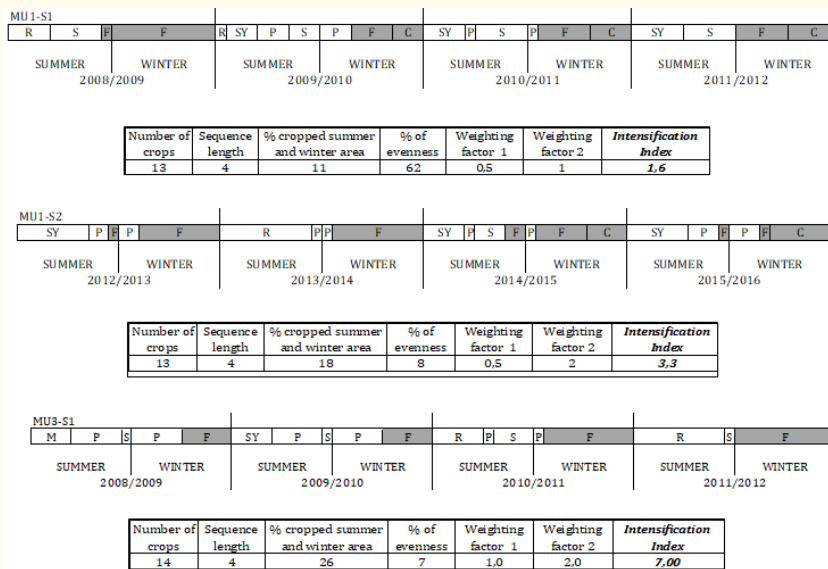 MU1-S1
R S F F R SY P S P F C SY P S P F C SY S F C
SUMMER WINTER SUMMER WINTER SUMMER WINTER SUMMER WINTER
2008/2009 2009/2010 2010/2011 2011/2012
Number of Sequence % cropped summer % of Weighting Weighting Intensification
crops length and winter area evenness factor 1 factor 2 Index
13 4 11 62 0,5 1 1,6
MU1-S2
SY P F P F R P P F SY P S F P F C SY P F P F C
SUMMER WINTER SUMMER WINTER SUMMER WINTER SUMMER WINTER
2012/2013 2013/2014 2014/2015 2015/2016
Number of Sequence % cropped summer % of Weighting Weighting Intensification
crops length and winter area evenness factor 1 factor 2 Index
13 4 18 8 0,5 2 3,3
MU3-S1
M P S P F SY P S P F R P S P F R S F
SUMMER WINTER SUMMER WINTER SUMMER WINTER SUMMER WINTER
2008/2009 2009/2010 2010/2011 2011/2012
Number of Sequence % cropped summer % of Weighting Weighting Intensification
crops length and winter area evenness factor 1 factor 2 Index
14 4 26 7 1,0 2,0 7,00